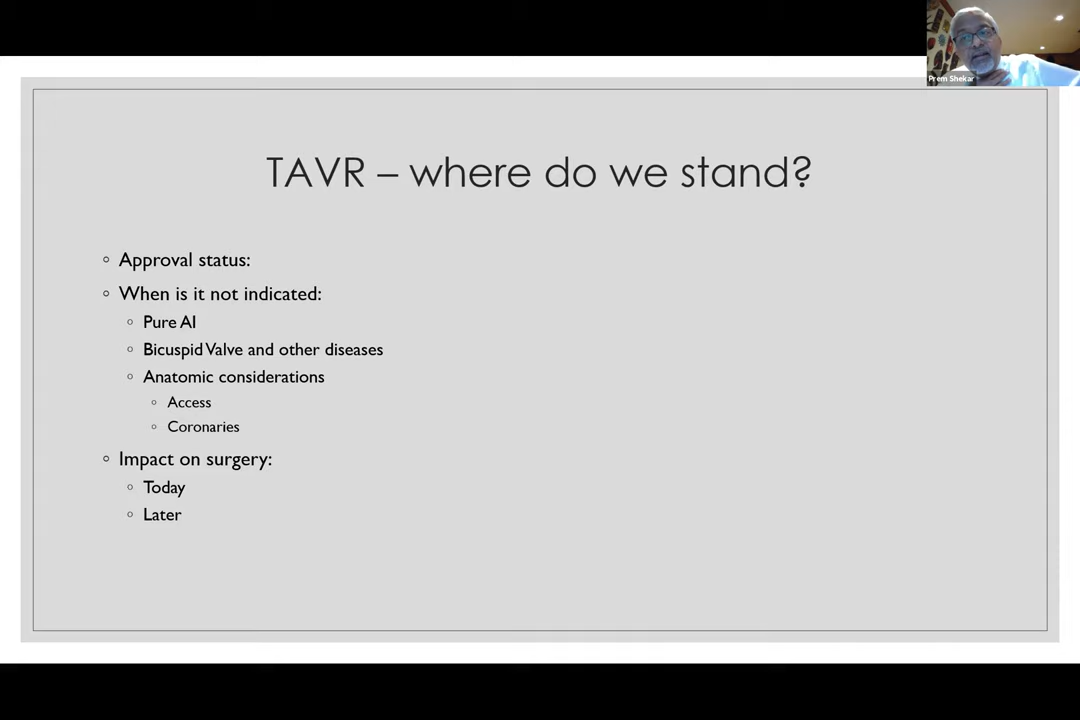 Prem Shekar
TAVR – where do we stand?
◦ Approval status:
◦ When is it not indicated:
◦ Pure AI
◦ Bicuspid Valve and other diseases
◦ Anatomic considerations
◦ Access
◦ Coronaries
◦ Impact on surgery:
◦ Today
◦ Later